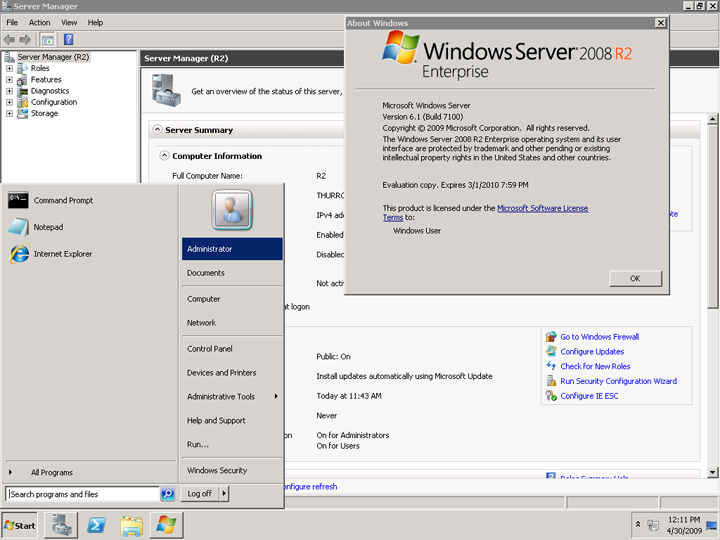 Server Manager
File Action View Help
Server Manager (R2)
Roles
Features
Diagnostics
Configuration
Storage
Server Manager (R2)
Get an overview of the status of this server,
Server Summary
Computer Information
Full Computer Name: R2
THURRO
IPv4 add
Enabled
Disabled
Not activ
at logon
Public: On
Install updates automatically using Microsoft Update
Today at 11:43 AM
Never
On for Administrators
On for Users
Go to Windows Firewall
Configure Updates
Check for New Roles
Run Security Configuration Wizard
Configure IE ESC
Roles Summary Help
onfigure refresh
About Windows
Windows Server 2008 R2
Enterprise
Microsoft Windows Server
Version 6.1 (Build 7100)
Copyright © 2009 Microsoft Corporation. All rights reserved.
The Windows Server 2008 R2 Enterprise operating system and its user
interface are protected by trademark and other pending or existing
intellectual property rights in the United States and other countries.
Evaluation copy. Expires 3/1/2010 7:59 PM
This product is licensed under the Microsoft Software License
Terms to:
Windows User
OK
Command Prompt
Notepad
Internet Explorer
All Programs
Search programs and files
Administrator
Documents
Computer
Network
Control Panel
Devices and Printers
Administrative Tools
Help and Support
Run...
Windows Security
Log off
Start
12:11 PM
4/30/2009